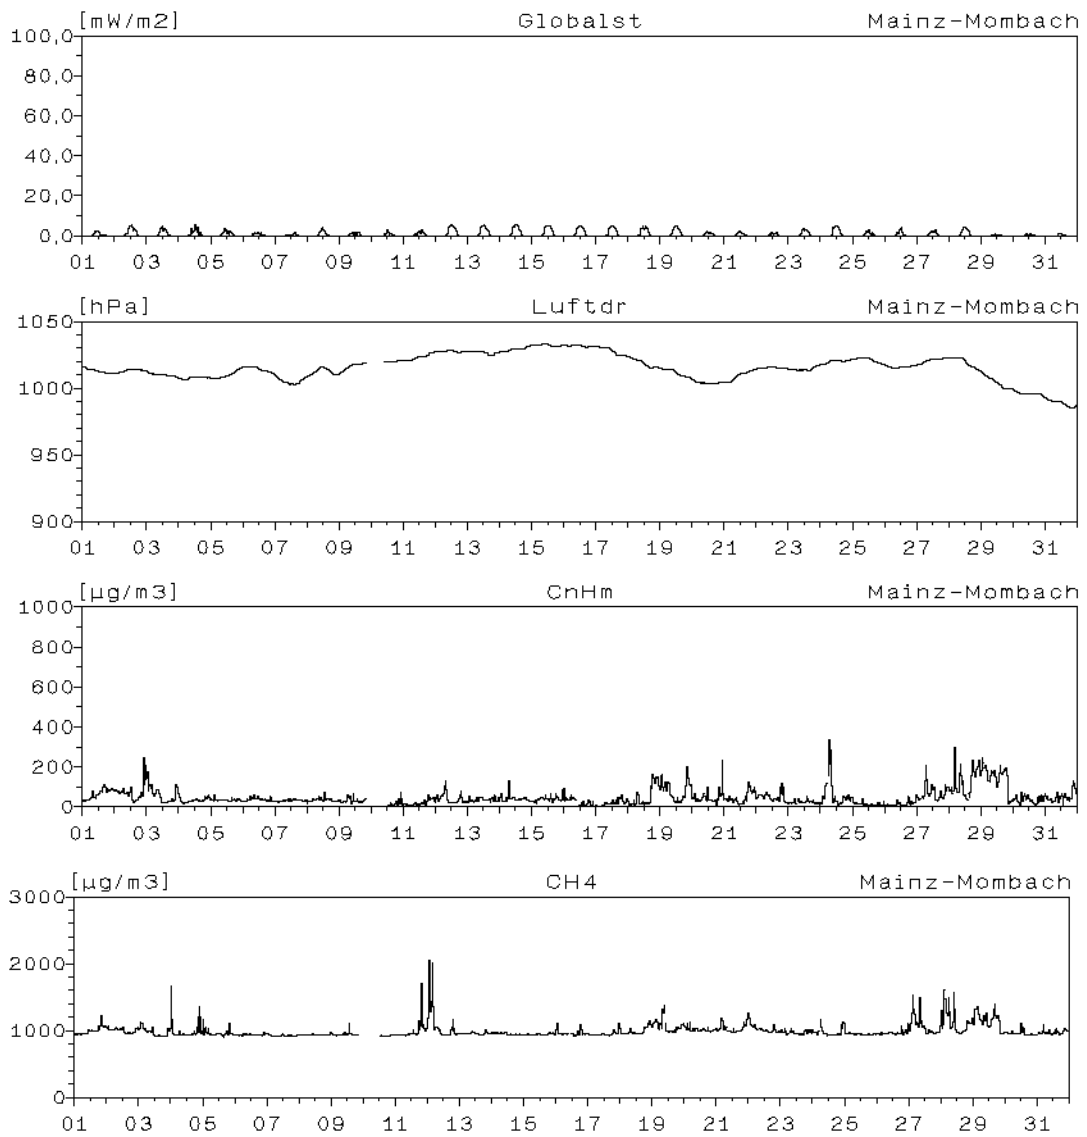 [mW/m2] Globalst Mainz-Mombach
100,0
80,0
60,0
40,0
20,0
0,0
01 03 05 07 09 11 13 15 17 19 21 23 25 27 29 31
[hPa] Luftdr Mainz-Mombach
1050
1000
950
900
01 03 05 07 09 11 13 15 17 19 21 23 25 27 29 31
[µg/m3] CnHm Mainz-Mombach
1000
800
600
400
200
0
01 03 05 07 09 11 13 15 17 19 21 23 25 27 29 31
[µg/m3] CH4 Mainz-Mombach
3000
2000
1000
0
01 03 05 07 09 11 13 15 17 19 21 23 25 27 29 31